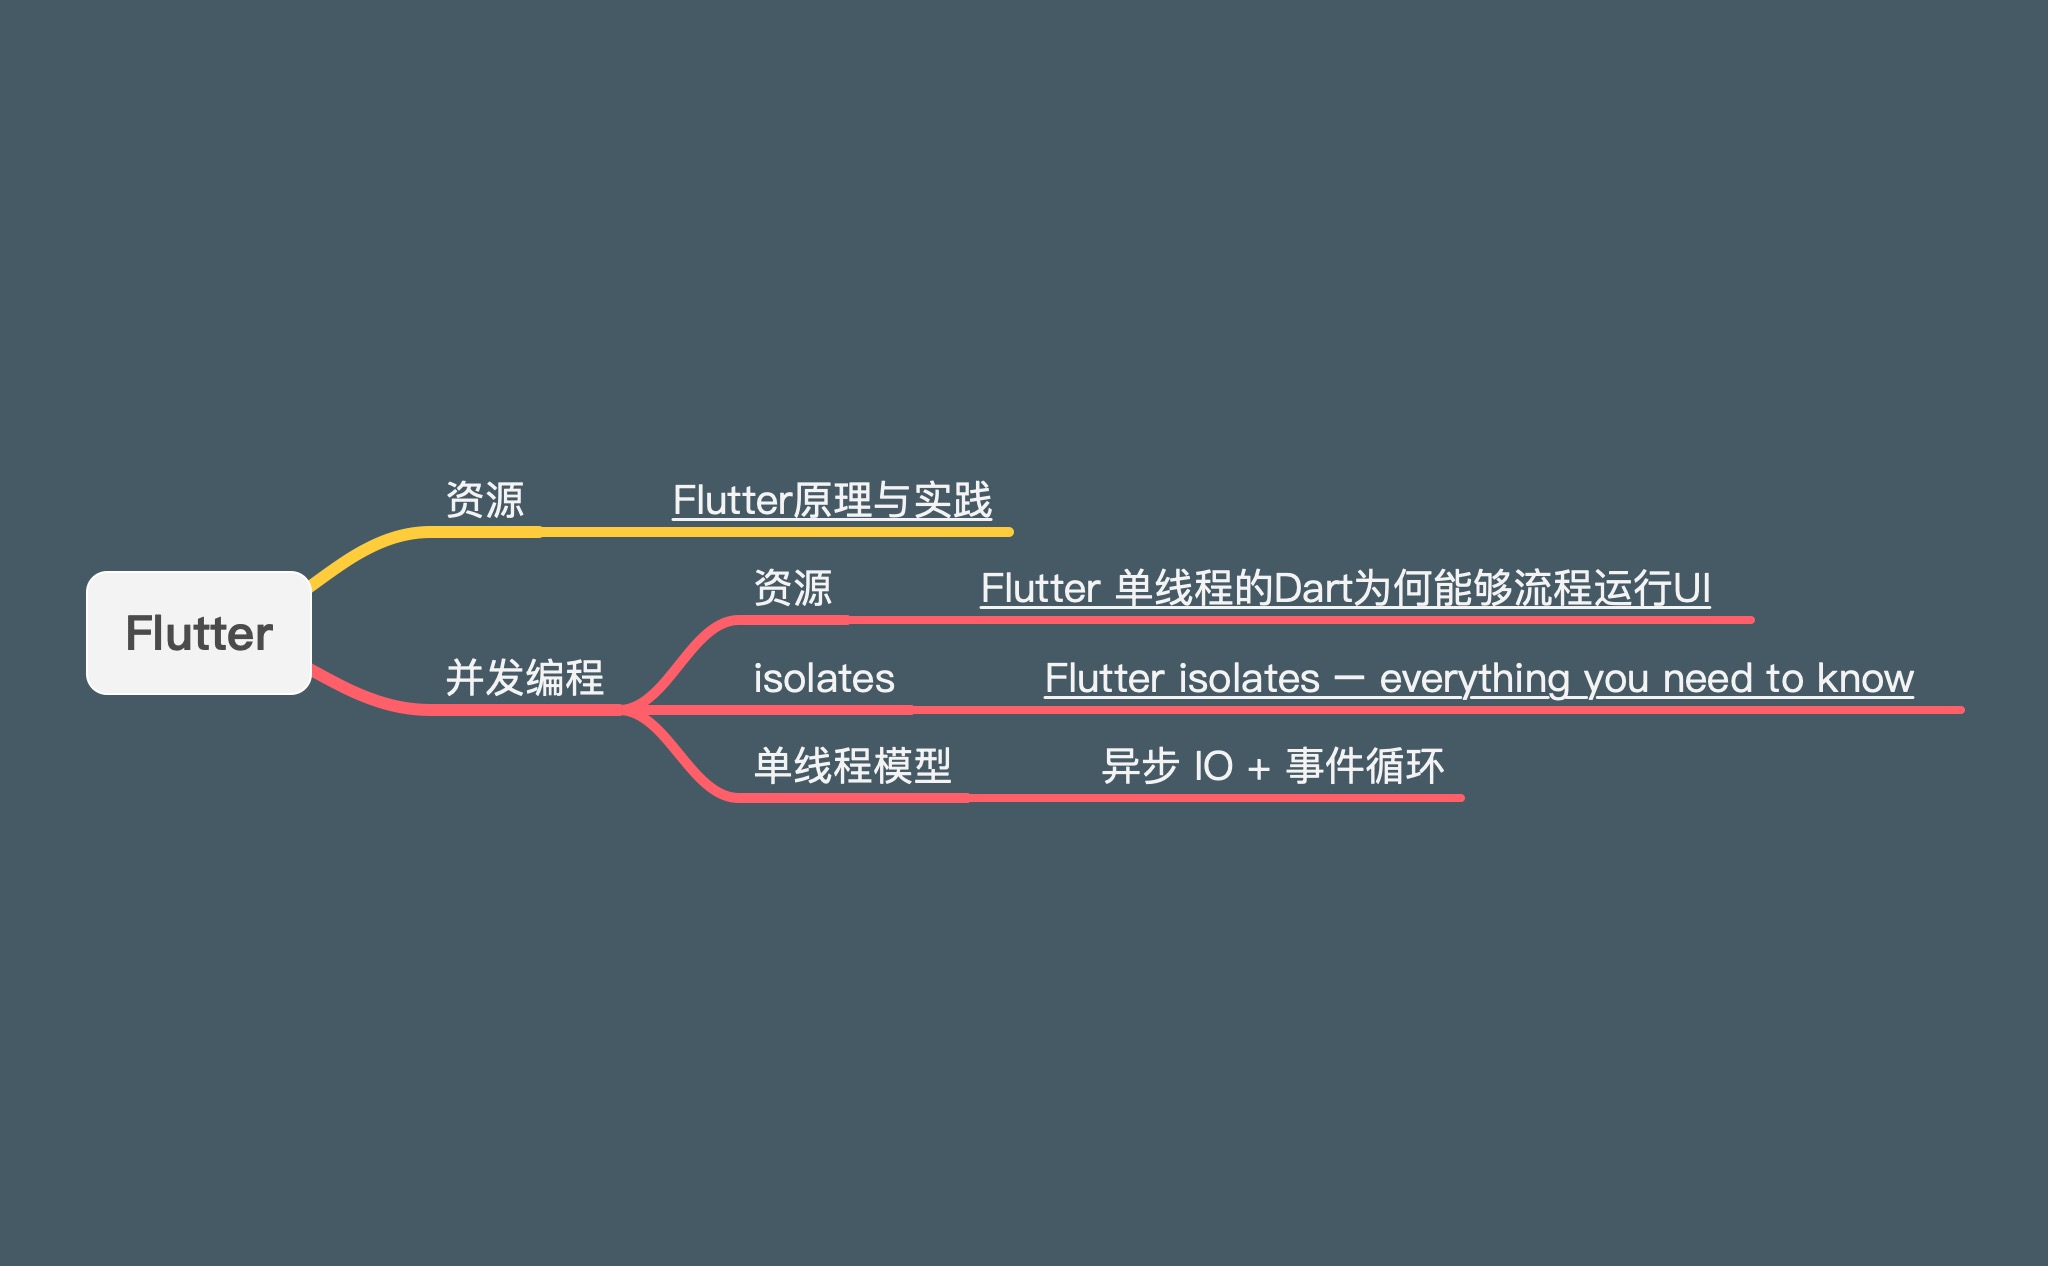 Flutter
资源
Flutter原理与实践
并发编程
资源
Flutter 单线程的Dart为何能够流程运行UI
isolates
Flutter isolates — everything you need to know
单线程模型
异步 IO + 事件循环